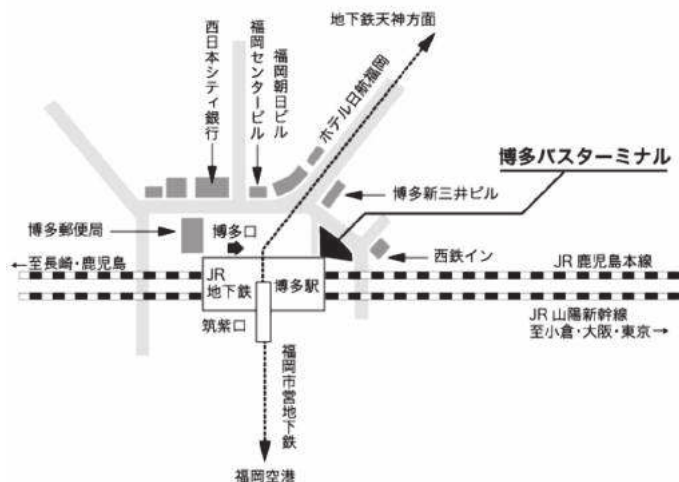 地下鉄天神方面
西日本シティ銀行
福岡センタービル
福岡朝日ビル
ホテル日航福岡
博多バスターミナル
博多新三井ビル
博多郵便局
博多口
西鉄イン
←至長崎・鹿児島
JR
地下鉄
博多駅
JR 鹿児島本線
筑紫口
JR 山陽新幹線
至小倉・大阪・東京→
福岡市営地下鉄
福岡空港